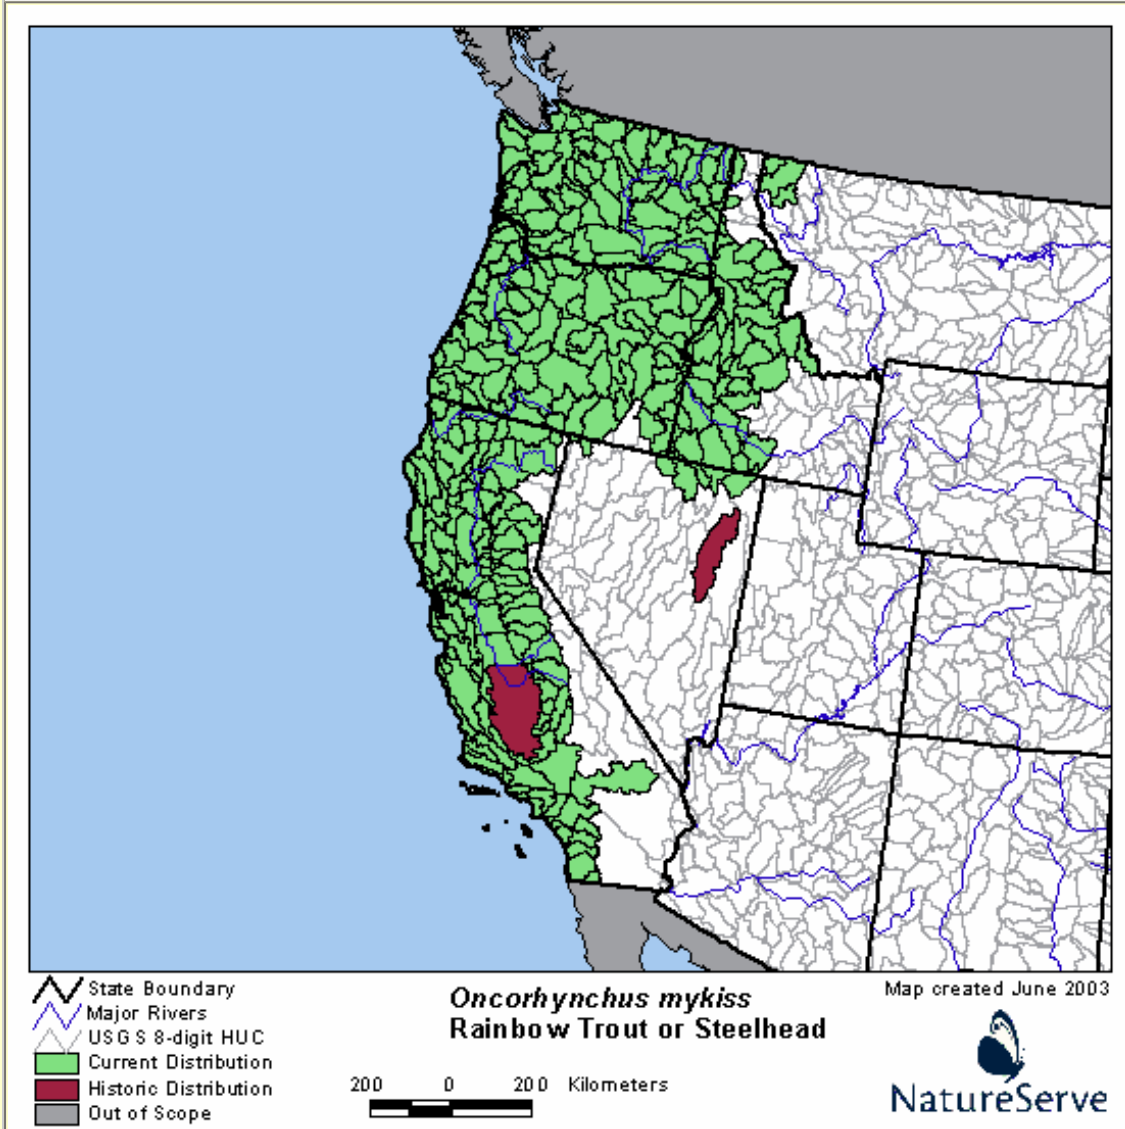 State Boundary
Major Rivers
USGS 8-digit HUC
Current Distribution
Historic Distribution
Out of Scope
Oncorhynchus mykiss
Rainbow Trout or Steelhead
200 0 200 Kilometers
Map created June 2003
NatureServe